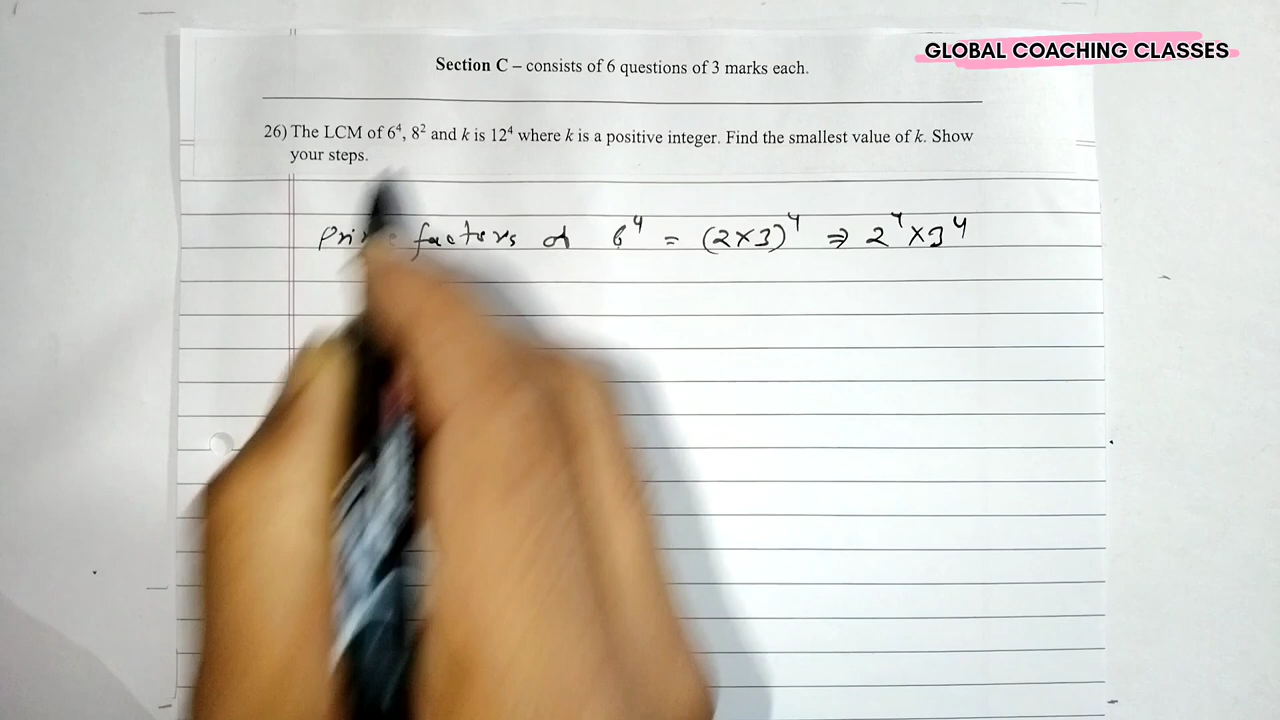 GLOBAL COACHING CLASSES
Section C – consists of 6 questions of 3 marks each.
26) The LCM of 6⁴, 8² and k is 12⁴ where k is a positive integer. Find the smallest value of k. Show
your steps.
factors of 6⁴ = (2×3)⁴ ⇒ 2⁴×3⁴